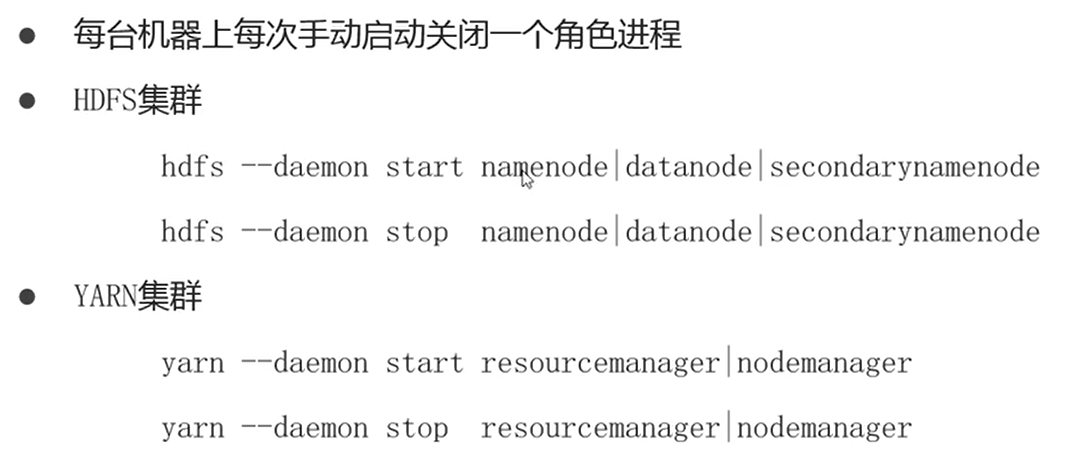 ● 每台机器上每次手动启动关闭一个角色进程
● HDFS集群
hdfs --daemon start namenode|datanode|secondarynamenode
hdfs --daemon stop  namenode|datanode|secondarynamenode
● YARN集群
yarn --daemon start resourcemanager|nodemanager
yarn --daemon stop  resourcemanager|nodemanager